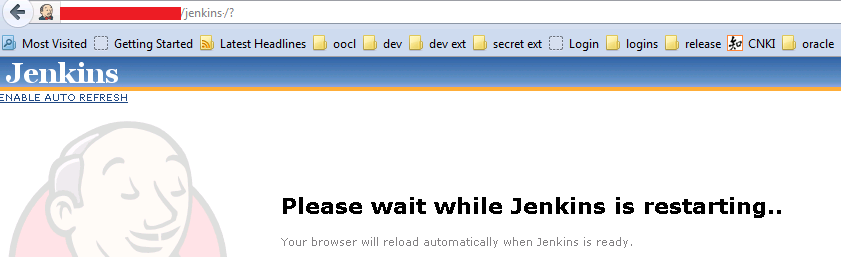 /jenkins/?
Most Visited Getting Started Latest Headlines oocl dev dev ext secret ext Login logins release CNKI oracle
Jenkins
ENABLE AUTO REFRESH
Please wait while Jenkins is restarting..
Your browser will reload automatically when Jenkins is ready.